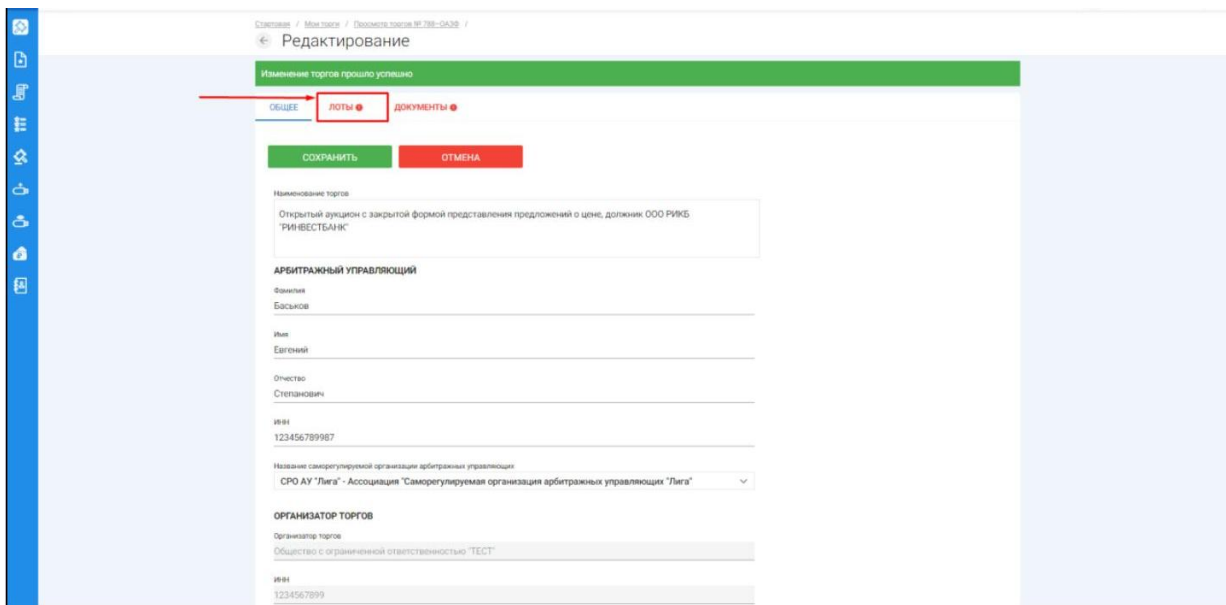 Стартовая / Мои торги / Просмотр торгов № 788-ОАЗФ /
Редактирование
Изменение торгов прошло успешно
ОБЩЕЕ ЛОТЫ ДОКУМЕНТЫ
СОХРАНИТЬ ОТМЕНА
Наименование торгов
Открытый аукцион с закрытой формой представления предложений о цене, должник ООО РИКБ
"РИНВЕСТБАНК"
АРБИТРАЖНЫЙ УПРАВЛЯЮЩИЙ
Фамилия
Баськов
Имя
Евгений
Отчество
Степанович
ИНН
123456789987
Название саморегулируемой организации арбитражных управляющих
СРО АУ "Лига" - Ассоциация "Саморегулируемая организация арбитражных управляющих "Лига"
ОРГАНИЗАТОР ТОРГОВ
Организатор торгов
Общество с ограниченной ответственностью "ТЕСТ"
ИНН
1234567899